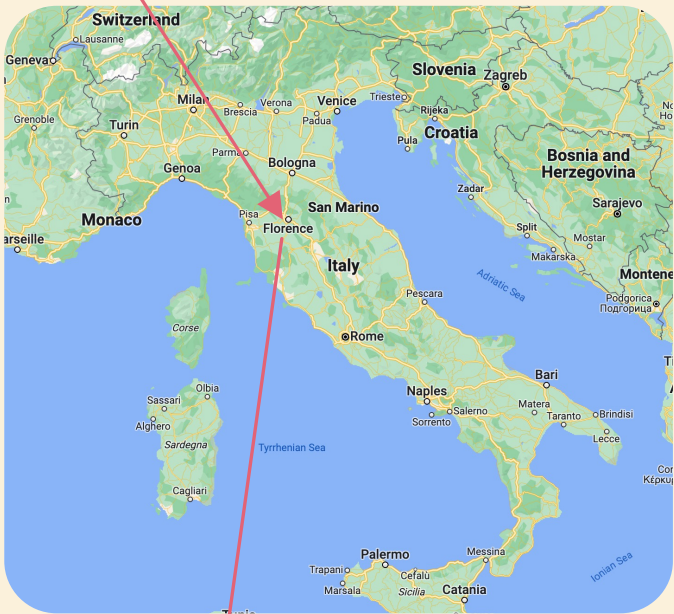 Switzerland
Lausanne
Geneva
Slovenia
Zagreb
Milan
Brescia
Verona
Venice
Padua
Trieste
Rijeka
Croatia
Grenoble
Turin
Parma
Pula
Genoa
Bologna
Bosnia and
Herzegovina
Zadar
Monaco
Pisa
San Marino
Sarajevo
Florence
Split
Mostar
arseille
Makarska
Italy
Adriatic Sea
Montene
Pescara
Podgorica
Подгорица
Corse
Rome
Bari
Olbia
Naples
Sassari
Matera
Salerno
Taranto
Brindisi
Alghero
Sorrento
Lecce
Sardegna
Tyrrhenian Sea
Cagliari
Palermo
Messina
Ionian Sea
Trapani
Cefalù
Marsala
Sicilia
Catania